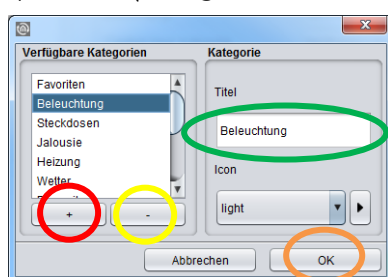 Verfügbare Kategorien
Kategorie
Favoriten
Beleuchtung
Steckdosen
Jalousie
Heizung
Wetter
+
-
Titel
Beleuchtung
Icon
light
Abbrechen
OK